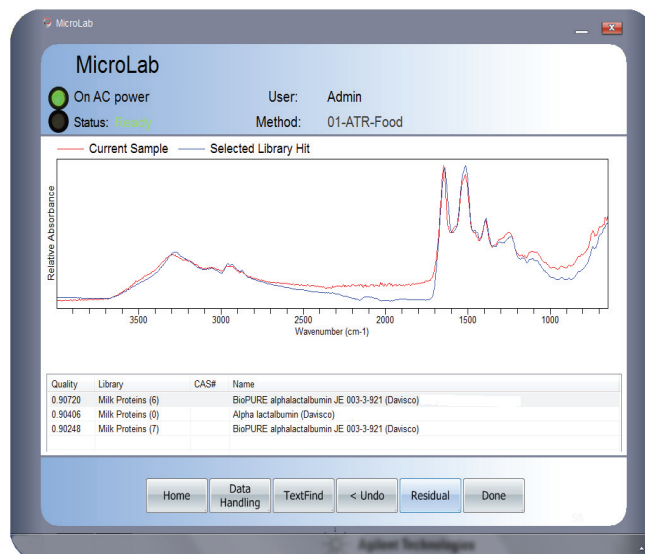 MicroLab
MicroLab
On AC power User: Admin
Status: Ready Method: 01-ATR-Food
Current Sample Selected Library Hit
Relative Absorbance
3500 3000 2500 2000 1500 1000
Wavenumber (cm-1)
Quality Library CAS# Name
0.90720 Milk Proteins (6) BioPURE alphalactalbumin JE 003-3-921 (Davisco)
0.90406 Milk Proteins (0) Alpha lactalbumin (Davisco)
0.90248 Milk Proteins (7) BioPURE alphalactalbumin JE 003-3-921 (Davisco)
Home Data Handling TextFind < Undo Residual Done
Agilent Technologies